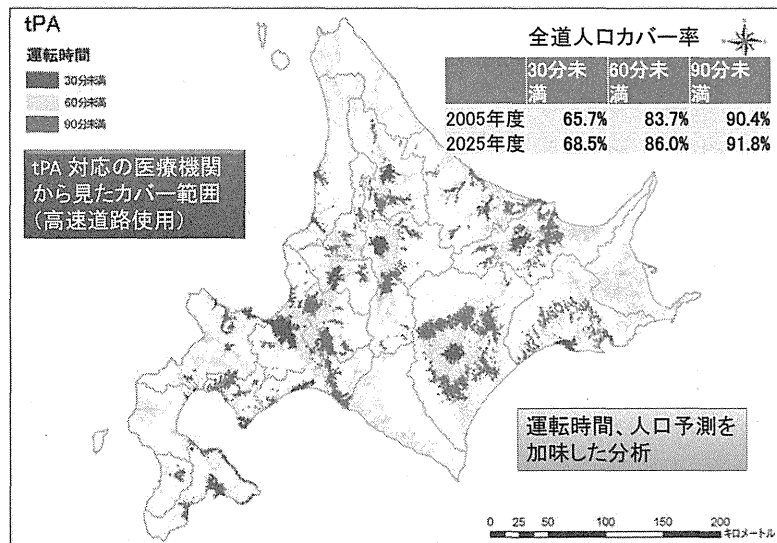 tPA
運転時間
30分未満
60分未満
90分未満
tPA 対応の医療機関
から見たカバー範囲
（高速道路使用）
全道人口カバー率
30分未満 60分未満 90分未満
2005年度 65.7% 83.7% 90.4%
2025年度 68.5% 86.0% 91.8%
運転時間、人口予測を
加味した分析
0 25 50 100 150 200
キロメートル